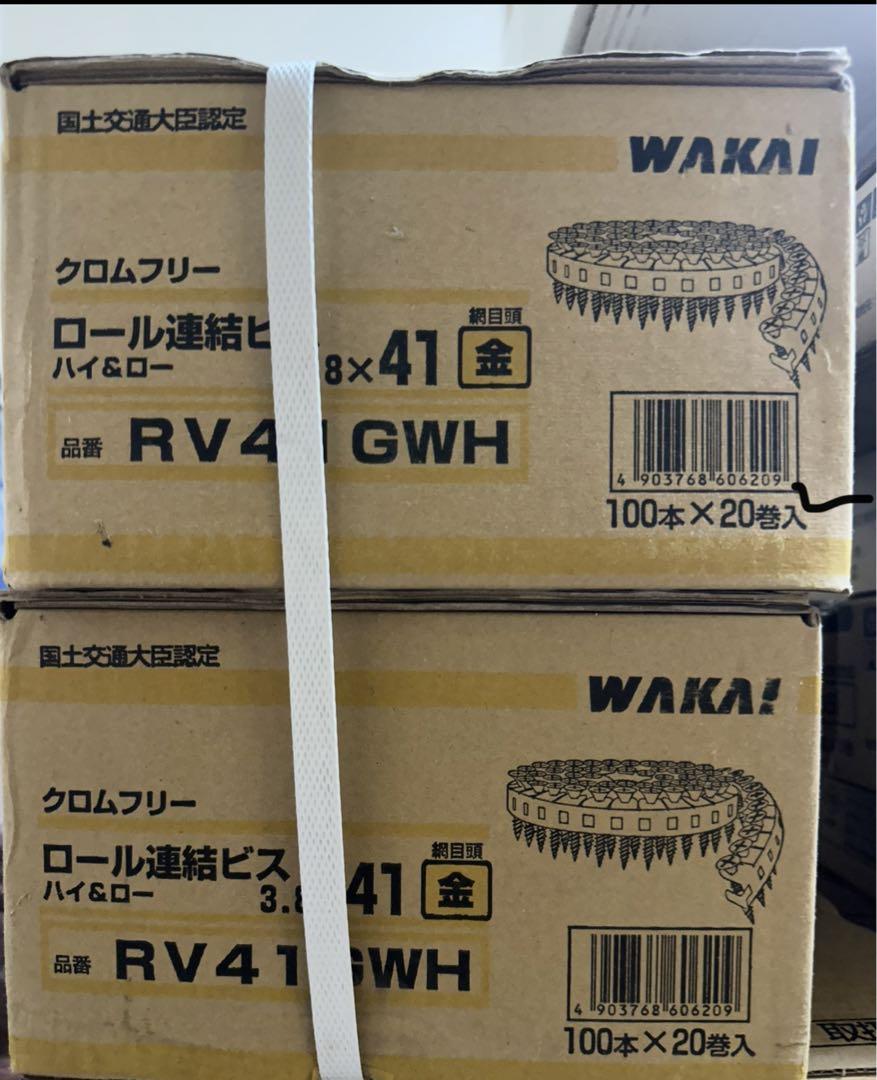 国土交通大臣認定
WAKAI
クロムフリー
ロール連結ビ
ハイ&ロー
8×41
網目頭
金
品番 RV41GWH
4 903768 606209
100本×20巻入
国土交通大臣認定
WAKAI
クロムフリー
ロール連結ビス
ハイ&ロー
3.8 41
網目頭
金
品番 RV41GWH
4 903768 606209
100本×20巻入